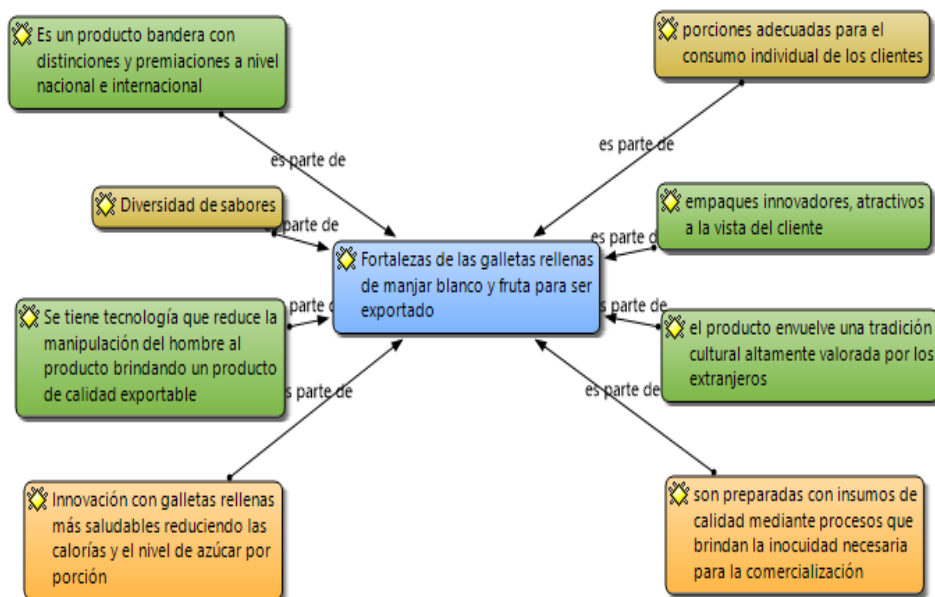 Es un producto bandera con
distinciones y premiaciones a nivel
nacional e internacional
porciones adecuadas para el
consumo individual de los clientes
es parte de
es parte de
Diversidad de sabores
es parte de
empaques innovadores, atractivos
a la vista del cliente
es parte de
Fortalezas de las galletas rellenas
de manjar blanco y fruta para ser
exportado
Se tiene tecnología que reduce la
manipulación del hombre al
producto brindando un producto
de calidad exportable
es parte de
es parte de
el producto envuelve una tradición
cultural altamente valorada por los
extranjeros
es parte de
es parte de
Innovación con galletas rellenas
más saludables reduciendo las
calorías y el nivel de azúcar por
porción
son preparadas con insumos de
calidad mediante procesos que
brindan la inocuidad necesaria
para la comercialización